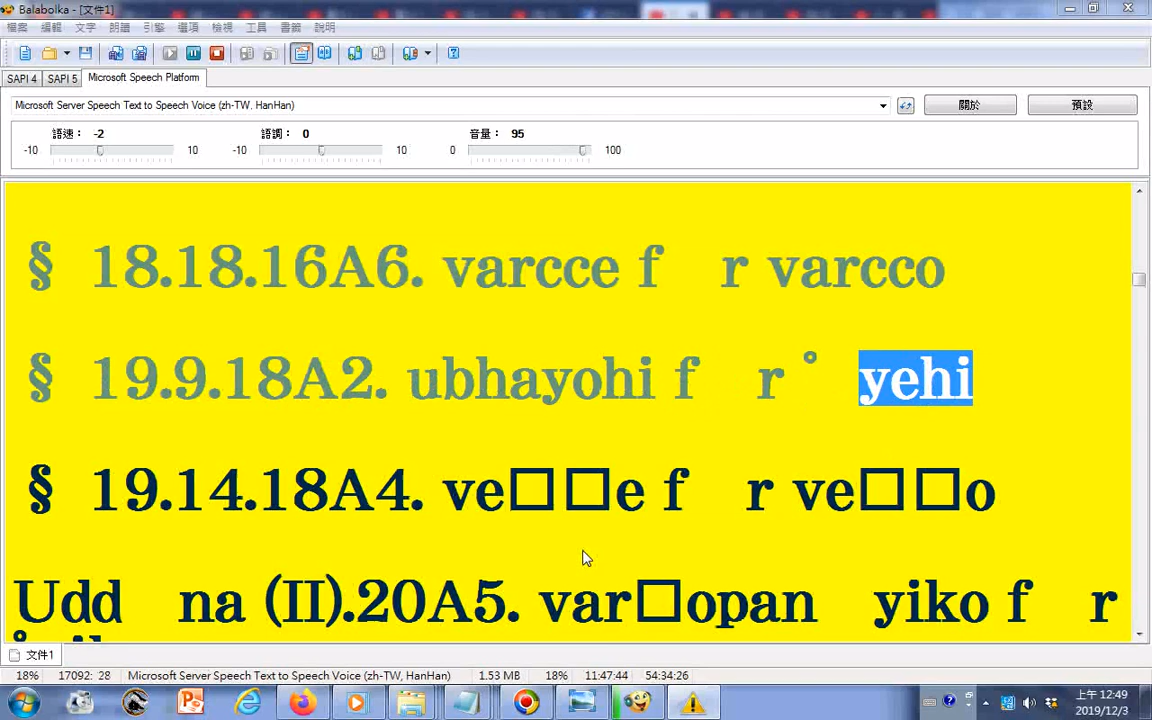 Balabolka - [文件1]
檔案 編輯 文字 朗讀 引擎 選項 檢視 工具 書籤 說明
SAPI 4 SAPI 5 Microsoft Speech Platform
Microsoft Server Speech Text to Speech Voice (zh-TW, HanHan) 關於 預設
語速： -2 語調： 0 音量： 95
-10 10 -10 10 0 100
§ 18.18.16A6. varcce f r varcco
§ 19.9.18A2. ubhayohi f r ° yehi
§ 19.14.18A4. ve□□e f r ve□□o
Udd na (II).20A5. var□opan yiko f r
文件1
18% 17092: 28 Microsoft Server Speech Text to Speech Voice (zh-TW, HanHan) 1.53 MB 18% 11:47:44 54:34:26
上午 12:49
2019/12/3